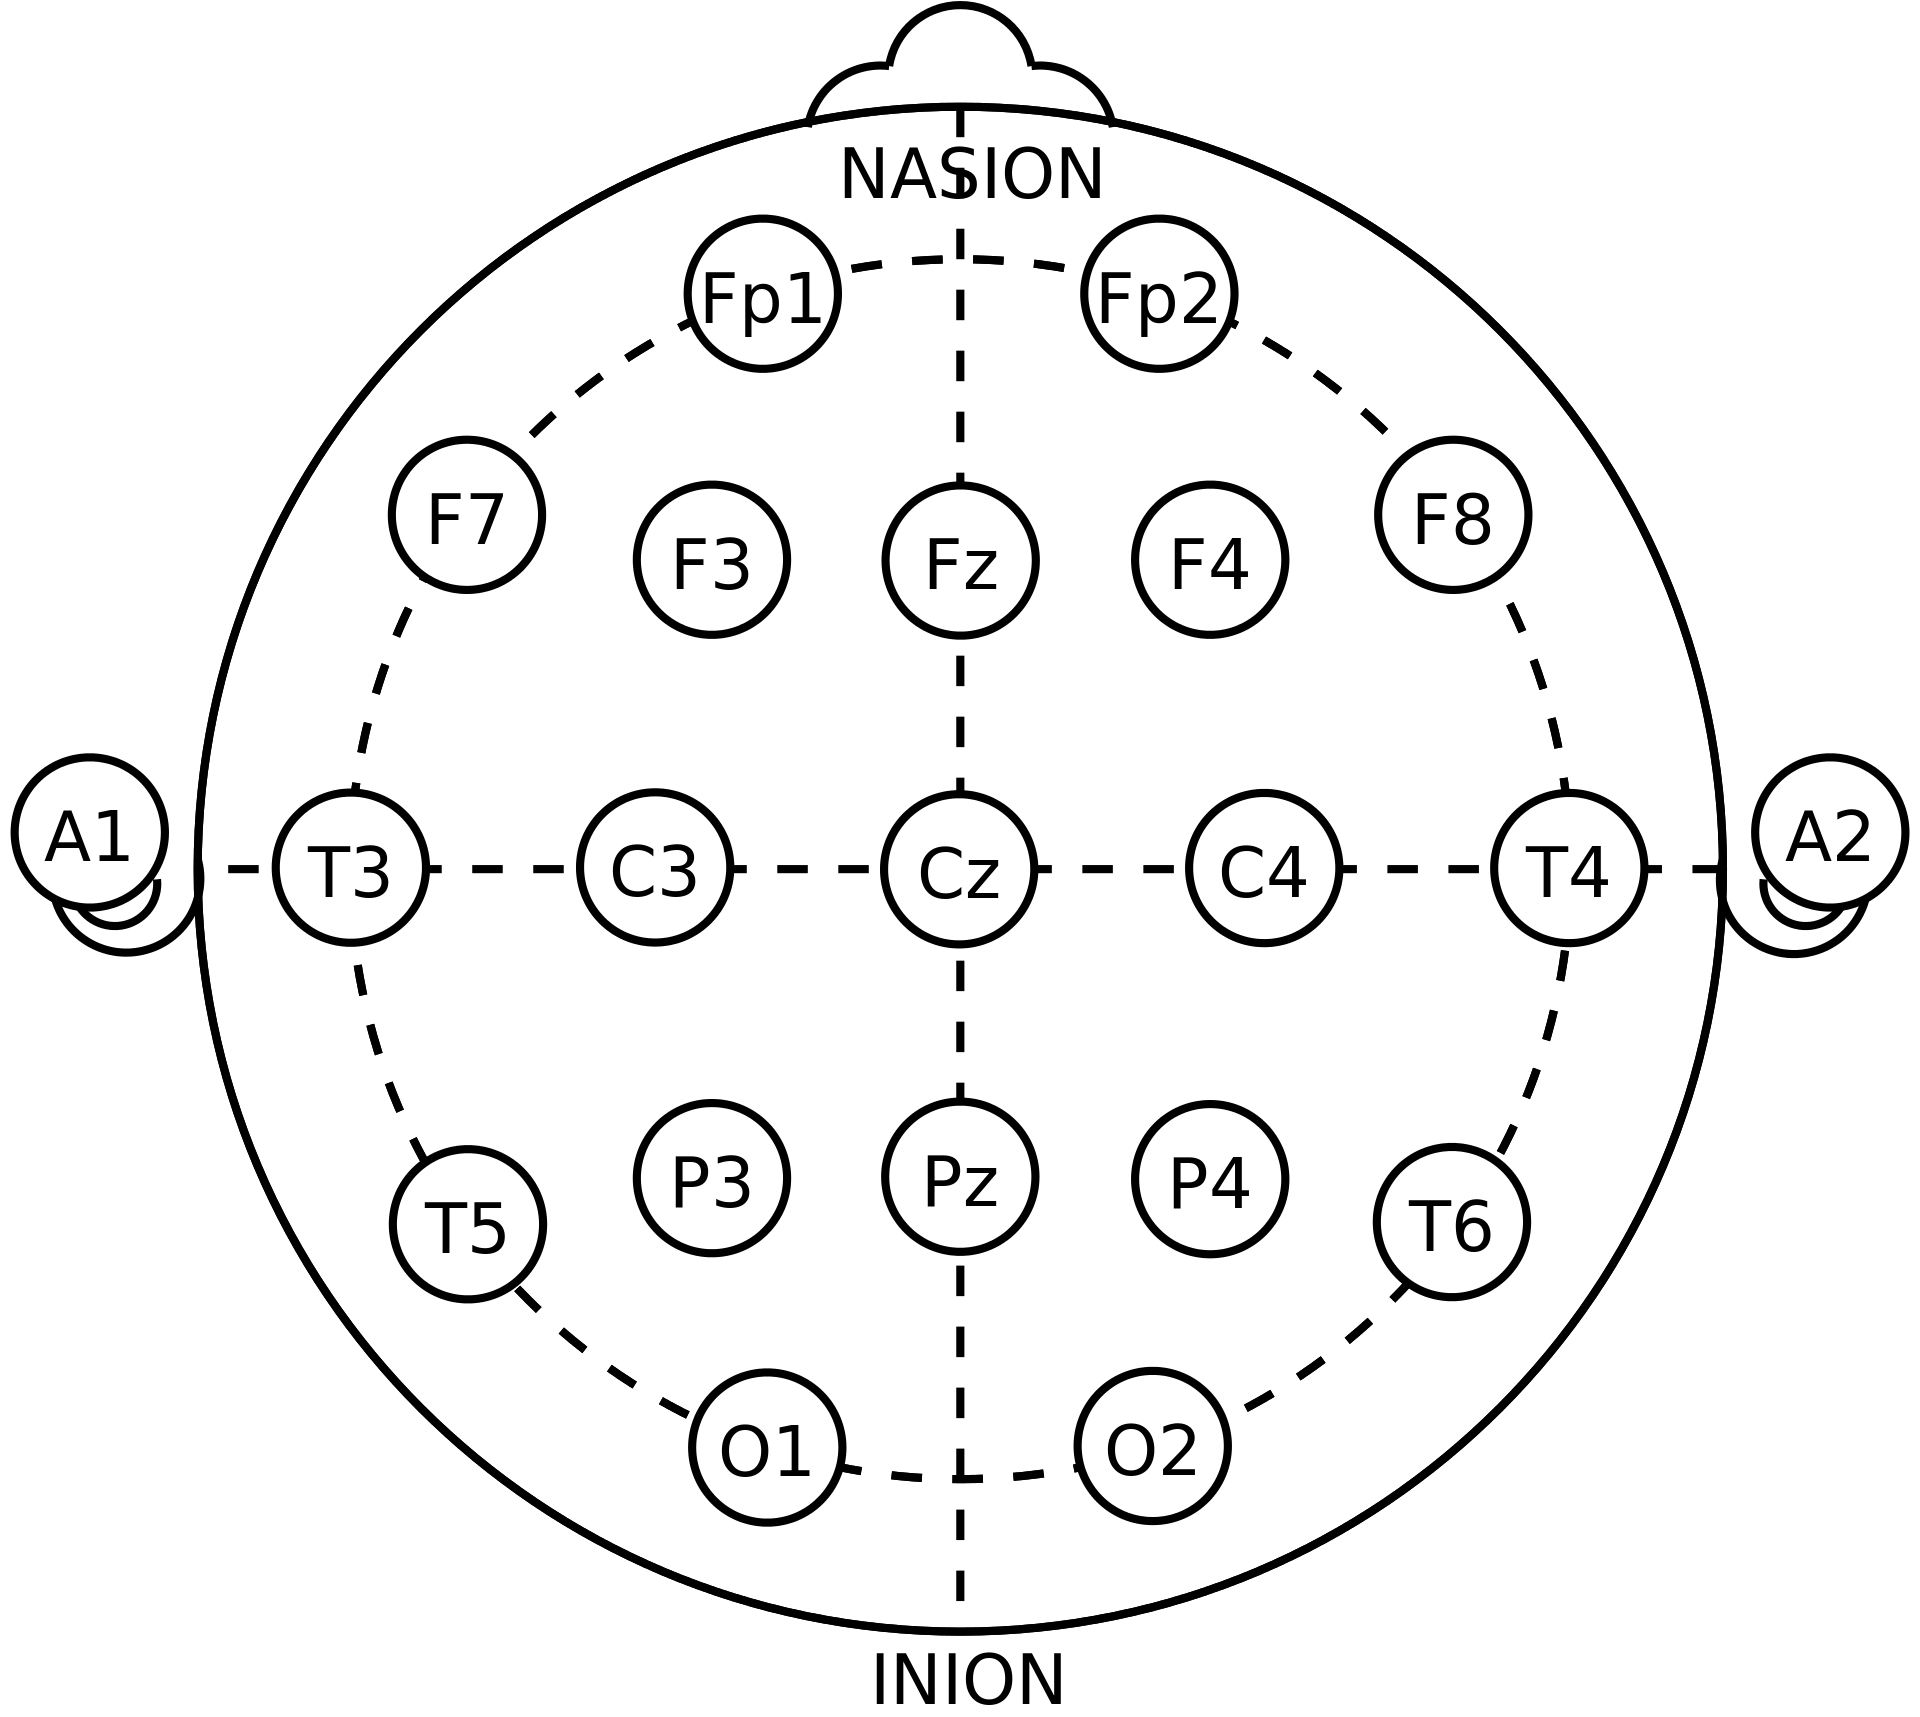 NASION
Fp1 Fp2
F7 F3 Fz F4 F8
A1 T3 C3 Cz C4 T4 A2
T5 P3 Pz P4 T6
O1 O2
INION